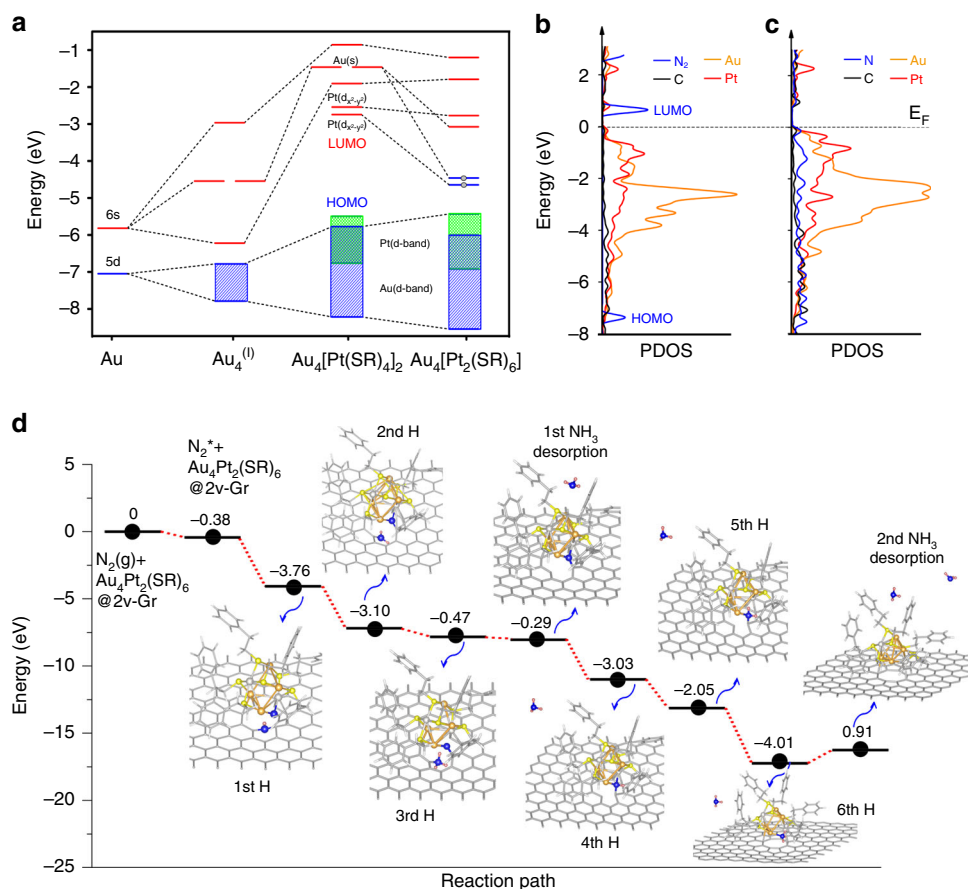 a
Energy (eV)
−1
−2
−3
−4
−5
−6
−7
−8
6s
5d
Au(s)
Pt(dx²-y²)
Pt(dx²-y²)
LUMO
HOMO
Pt(d-band)
Au(d-band)
Au
Au₄⁽ᴵ⁾
Au₄[Pt(SR)₄]₂
Au₄[Pt₂(SR)₆]
b
Energy (eV)
2
0
−2
−4
−6
−8
N₂
Au
C
Pt
LUMO
HOMO
PDOS
c
N
Au
C
Pt
E_F
PDOS
d
Energy (eV)
5
0
−5
−10
−15
−20
−25
0
N₂(g)+
Au₄Pt₂(SR)₆
@2v-Gr
N₂*+
Au₄Pt₂(SR)₆
@2v-Gr
−0.38
−3.76
1st H
2nd H
−3.10
−0.47
3rd H
1st NH₃
desorption
−0.29
−3.03
4th H
5th H
−2.05
−4.01
6th H
2nd NH₃
desorption
0.91
Reaction path